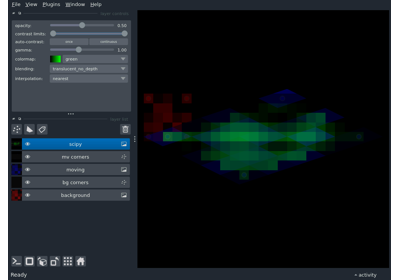 File View Plugins Window Help
layer controls
opacity: 0.50
contrast limits:
auto-contrast: once continuous
gamma: 1.00
colormap: green
blending: translucent_no_depth
interpolation: nearest
layer list
scipy
mv corners
moving
bg corners
background
Ready
activity